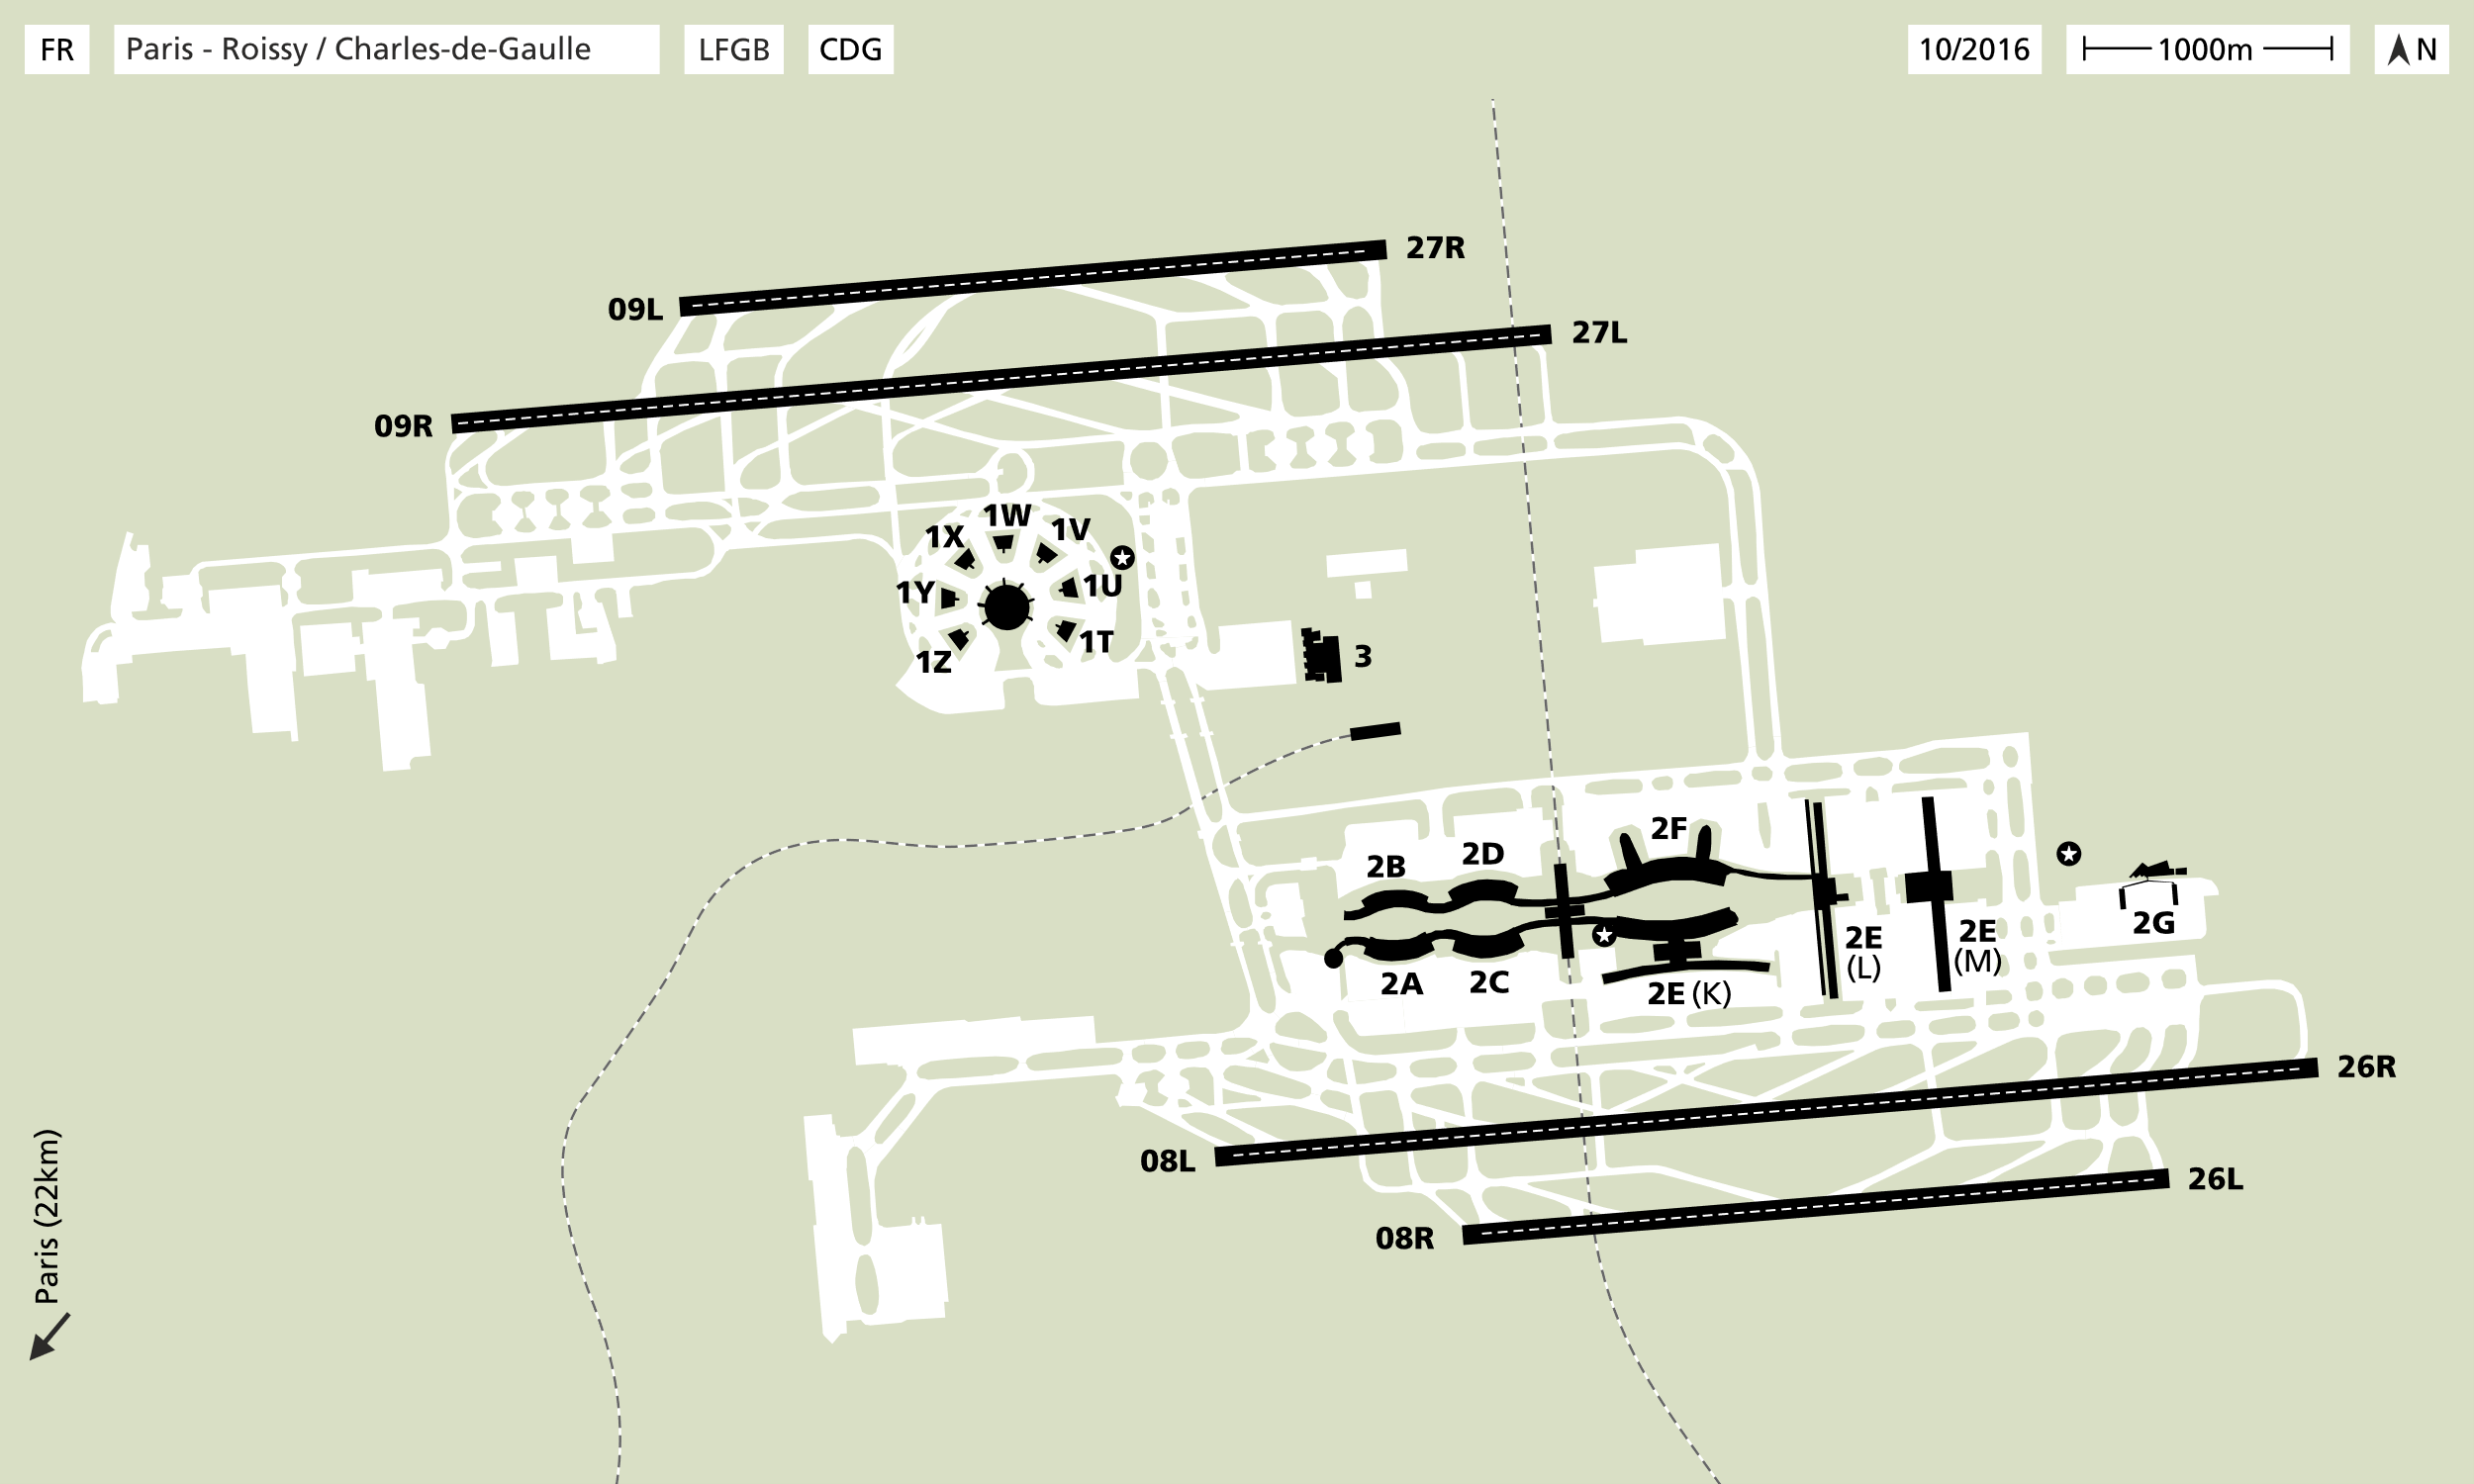 FR
Paris - Roissy / Charles-de-Gaulle
LFGB
CDG
10/2016
1000m
N
27R
09L
27L
09R
1W
1V
1X
1U
1Y
1T
1Z
3
2F
2D
2B
2G
2E
(L)
2E
(M)
2A
2C
2E (K)
26R
08L
26L
08R
Paris (22km)